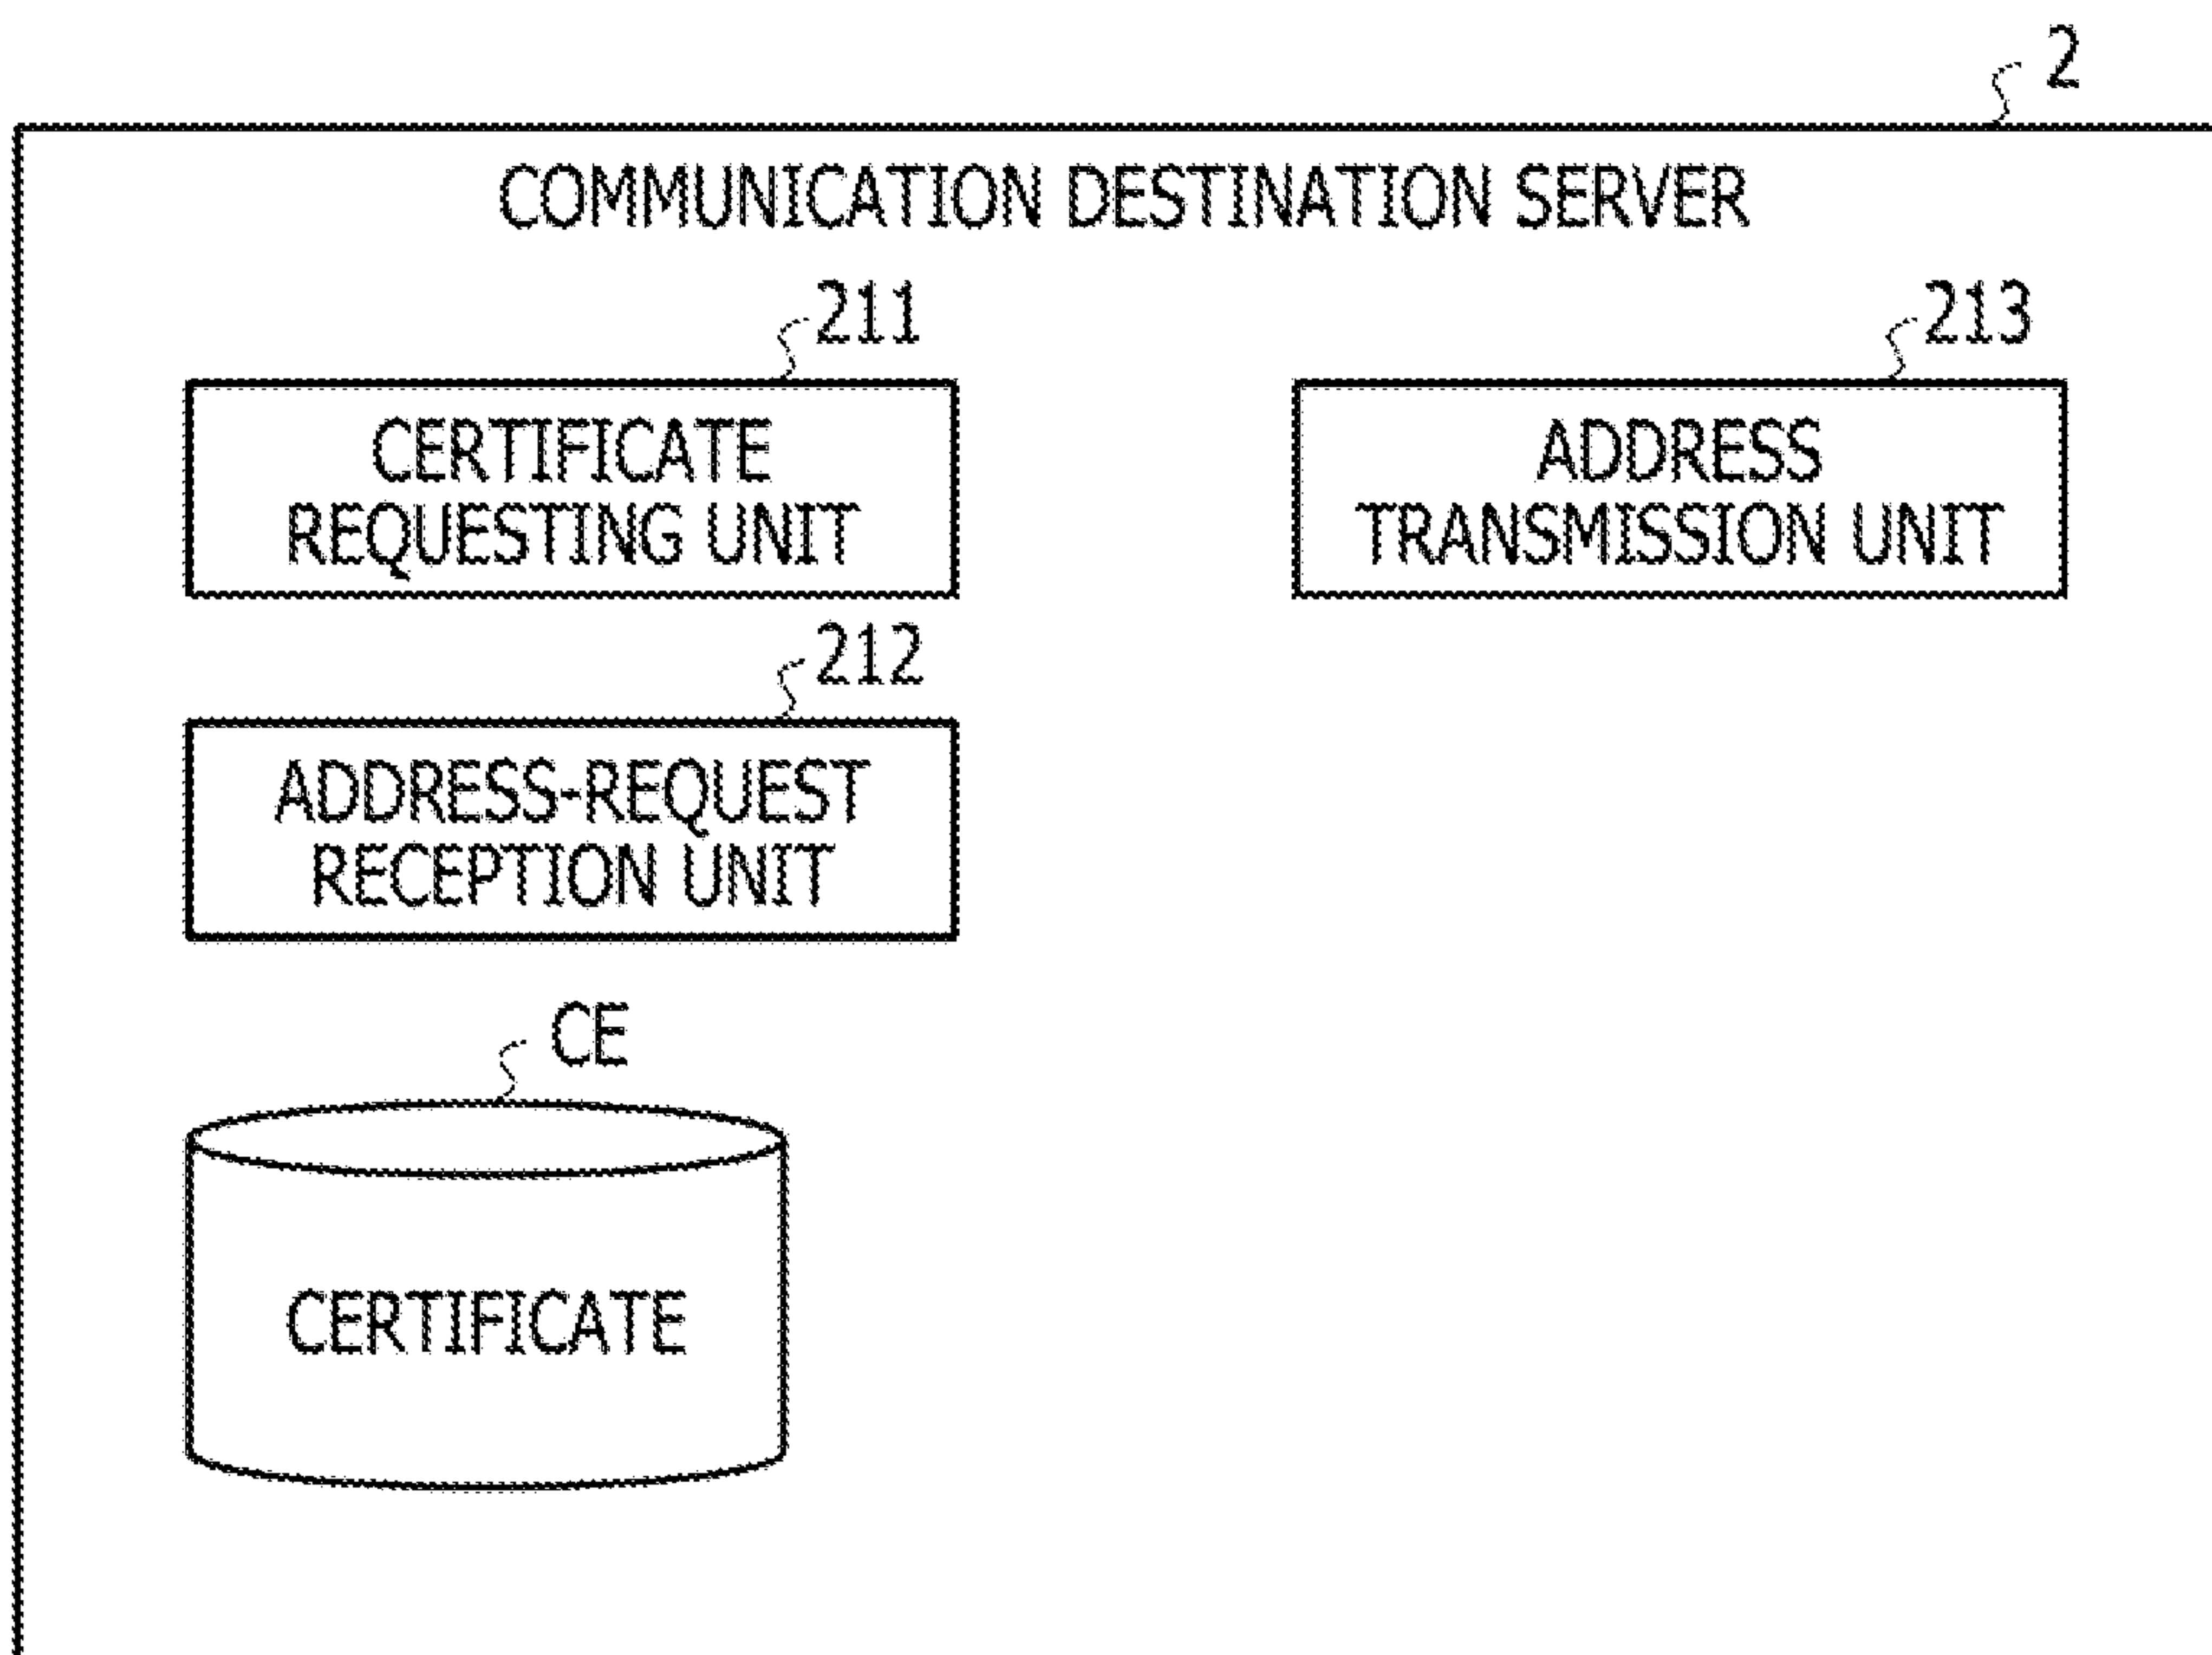 2
COMMUNICATION DESTINATION SERVER
211
CERTIFICATE
REQUESTING UNIT
213
ADDRESS
TRANSMISSION UNIT
212
ADDRESS-REQUEST
RECEPTION UNIT
CE
CERTIFICATE